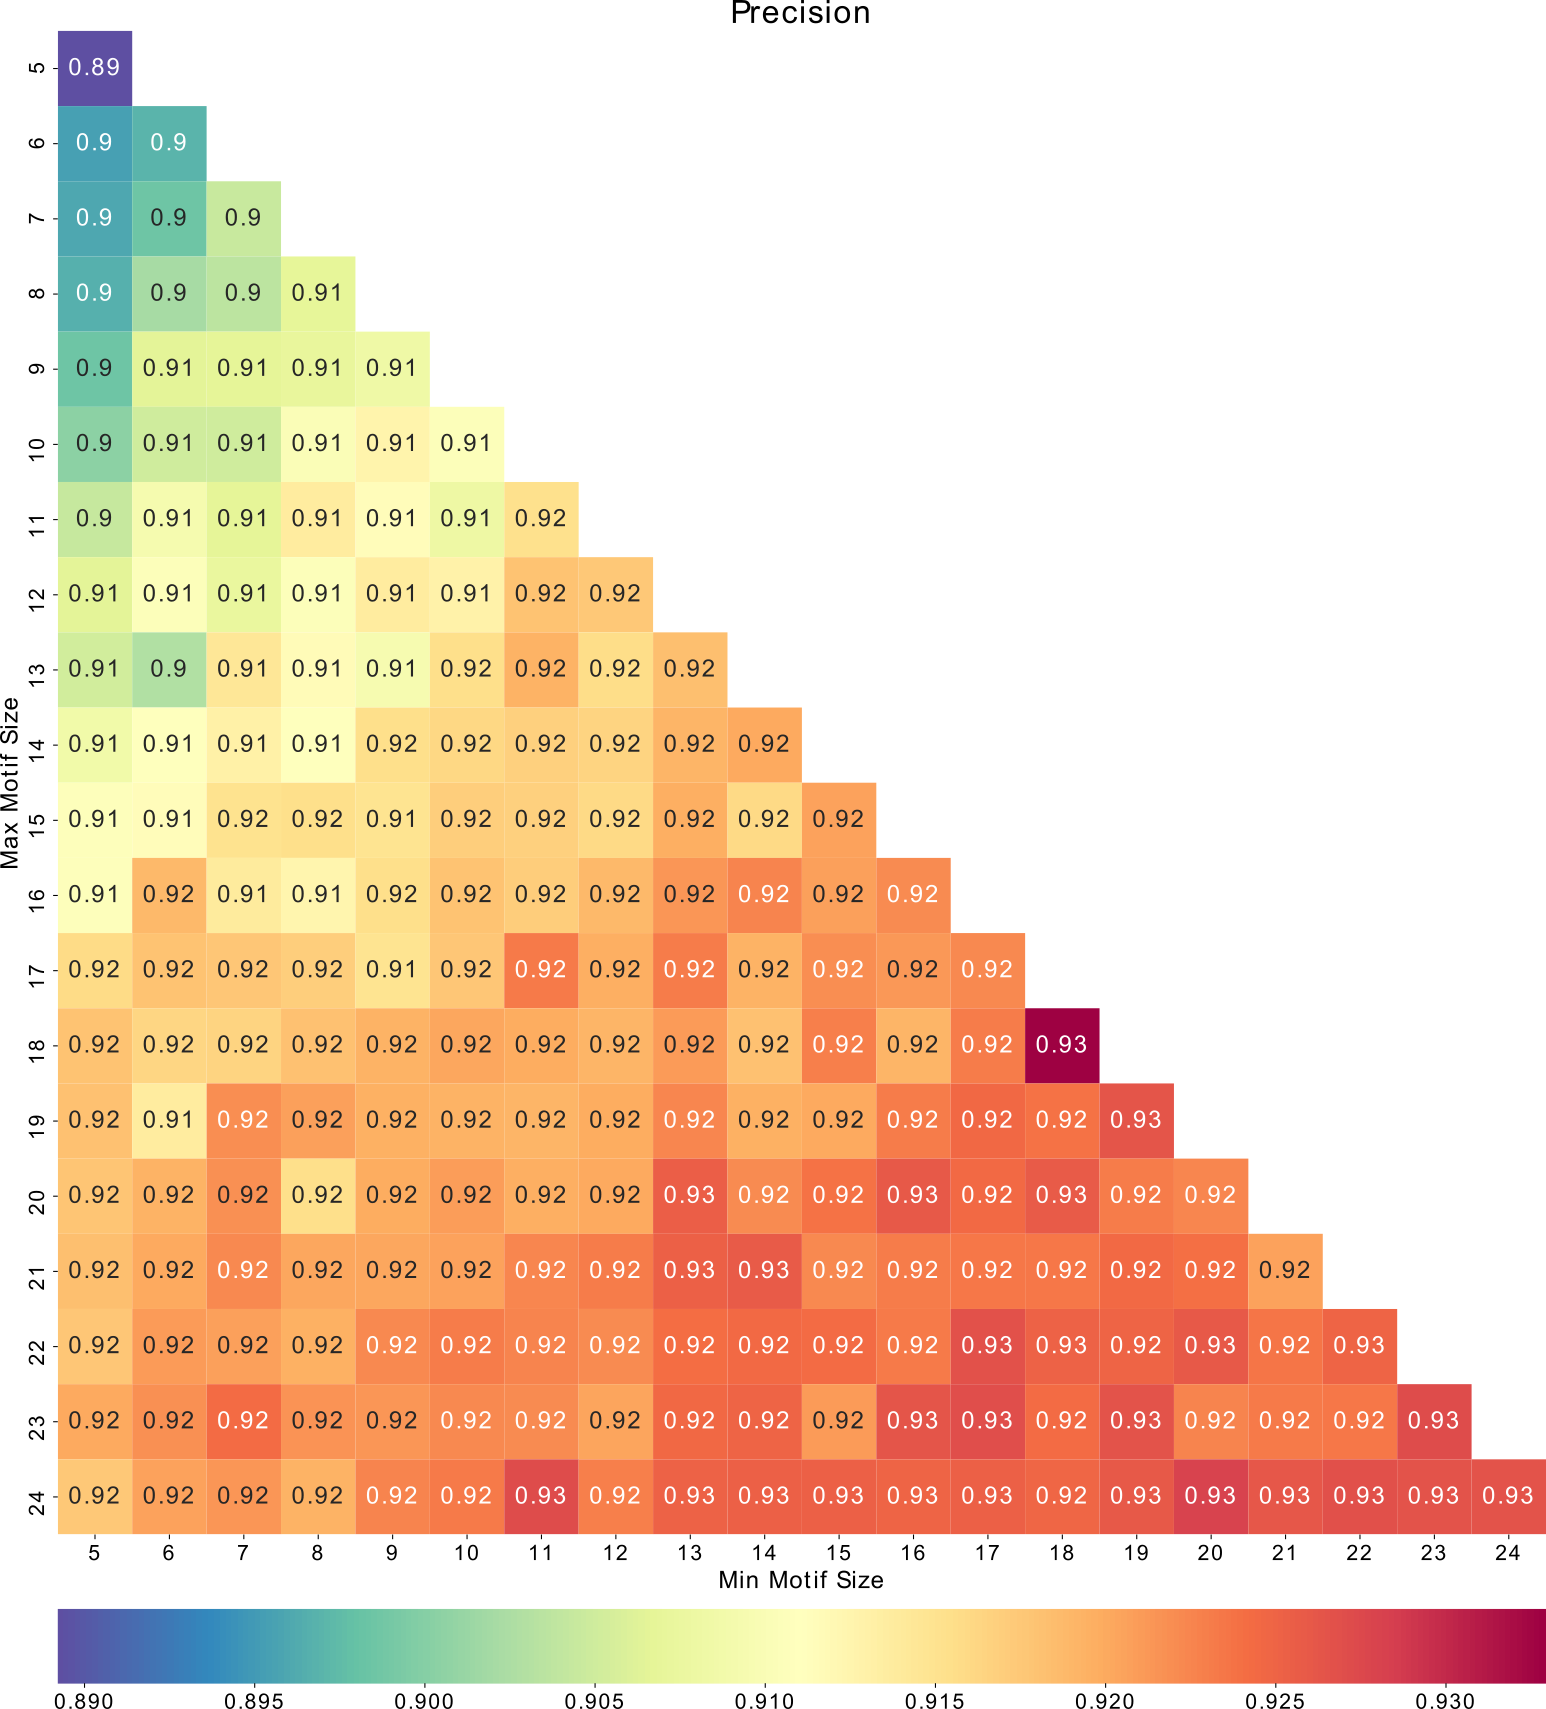 Precision
5 0.89
6 0.9 0.9
7 0.9 0.9 0.9
8 0.9 0.9 0.9 0.91
9 0.9 0.91 0.91 0.91 0.91
10 0.9 0.91 0.91 0.91 0.91 0.91
11 0.9 0.91 0.91 0.91 0.91 0.91 0.92
12 0.91 0.91 0.91 0.91 0.91 0.91 0.92 0.92
13 0.91 0.9 0.91 0.91 0.91 0.92 0.92 0.92 0.92
14 0.91 0.91 0.91 0.91 0.92 0.92 0.92 0.92 0.92 0.92
15 0.91 0.91 0.92 0.92 0.91 0.92 0.92 0.92 0.92 0.92 0.92
16 0.91 0.92 0.91 0.91 0.92 0.92 0.92 0.92 0.92 0.92 0.92 0.92
17 0.92 0.92 0.92 0.92 0.91 0.92 0.92 0.92 0.92 0.92 0.92 0.92 0.92
18 0.92 0.92 0.92 0.92 0.92 0.92 0.92 0.92 0.92 0.92 0.92 0.92 0.92 0.93
19 0.92 0.91 0.92 0.92 0.92 0.92 0.92 0.92 0.92 0.92 0.92 0.92 0.92 0.92 0.93
20 0.92 0.92 0.92 0.92 0.92 0.92 0.92 0.92 0.93 0.92 0.92 0.93 0.92 0.93 0.92 0.92
21 0.92 0.92 0.92 0.92 0.92 0.92 0.92 0.92 0.93 0.93 0.92 0.92 0.92 0.92 0.92 0.92 0.92
22 0.92 0.92 0.92 0.92 0.92 0.92 0.92 0.92 0.92 0.92 0.92 0.92 0.93 0.93 0.92 0.93 0.92 0.93
23 0.92 0.92 0.92 0.92 0.92 0.92 0.92 0.92 0.92 0.92 0.92 0.93 0.93 0.92 0.93 0.92 0.92 0.92 0.93
24 0.92 0.92 0.92 0.92 0.92 0.92 0.93 0.92 0.93 0.93 0.93 0.93 0.93 0.92 0.93 0.93 0.93 0.93 0.93 0.93
Max Motif Size
5 6 7 8 9 10 11 12 13 14 15 16 17 18 19 20 21 22 23 24
Min Motif Size
0.890 0.895 0.900 0.905 0.910 0.915 0.920 0.925 0.930